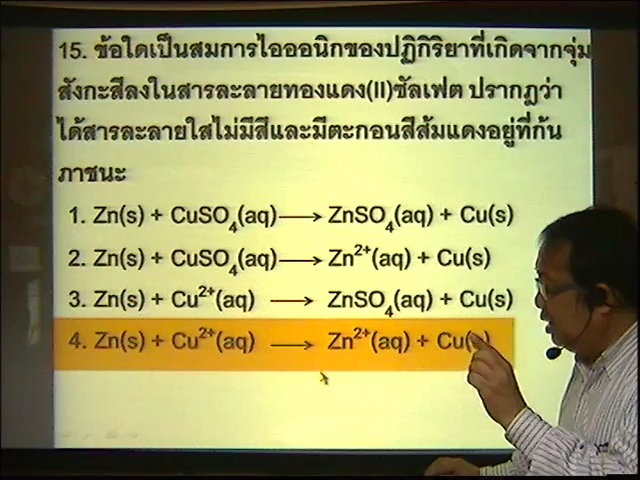 15. ข้อใดเป็นสมการไอออนิกของปฏิกิริยาที่เกิดจากจุ่ม
สังกะสีลงในสารละลายทองแดง(II)ซัลเฟต ปรากฎว่า
ได้สารละลายใสไม่มีสีและมีตะกอนสีส้มแดงอยู่ที่ก้น
ภาชนะ
1. Zn(s) + CuSO₄(aq) ⟶ ZnSO₄(aq) + Cu(s)
2. Zn(s) + CuSO₄(aq) ⟶ Zn²⁺(aq) + Cu(s)
3. Zn(s) + Cu²⁺(aq) ⟶ ZnSO₄(aq) + Cu(s)
4. Zn(s) + Cu²⁺(aq) ⟶ Zn²⁺(aq) + Cu(s)